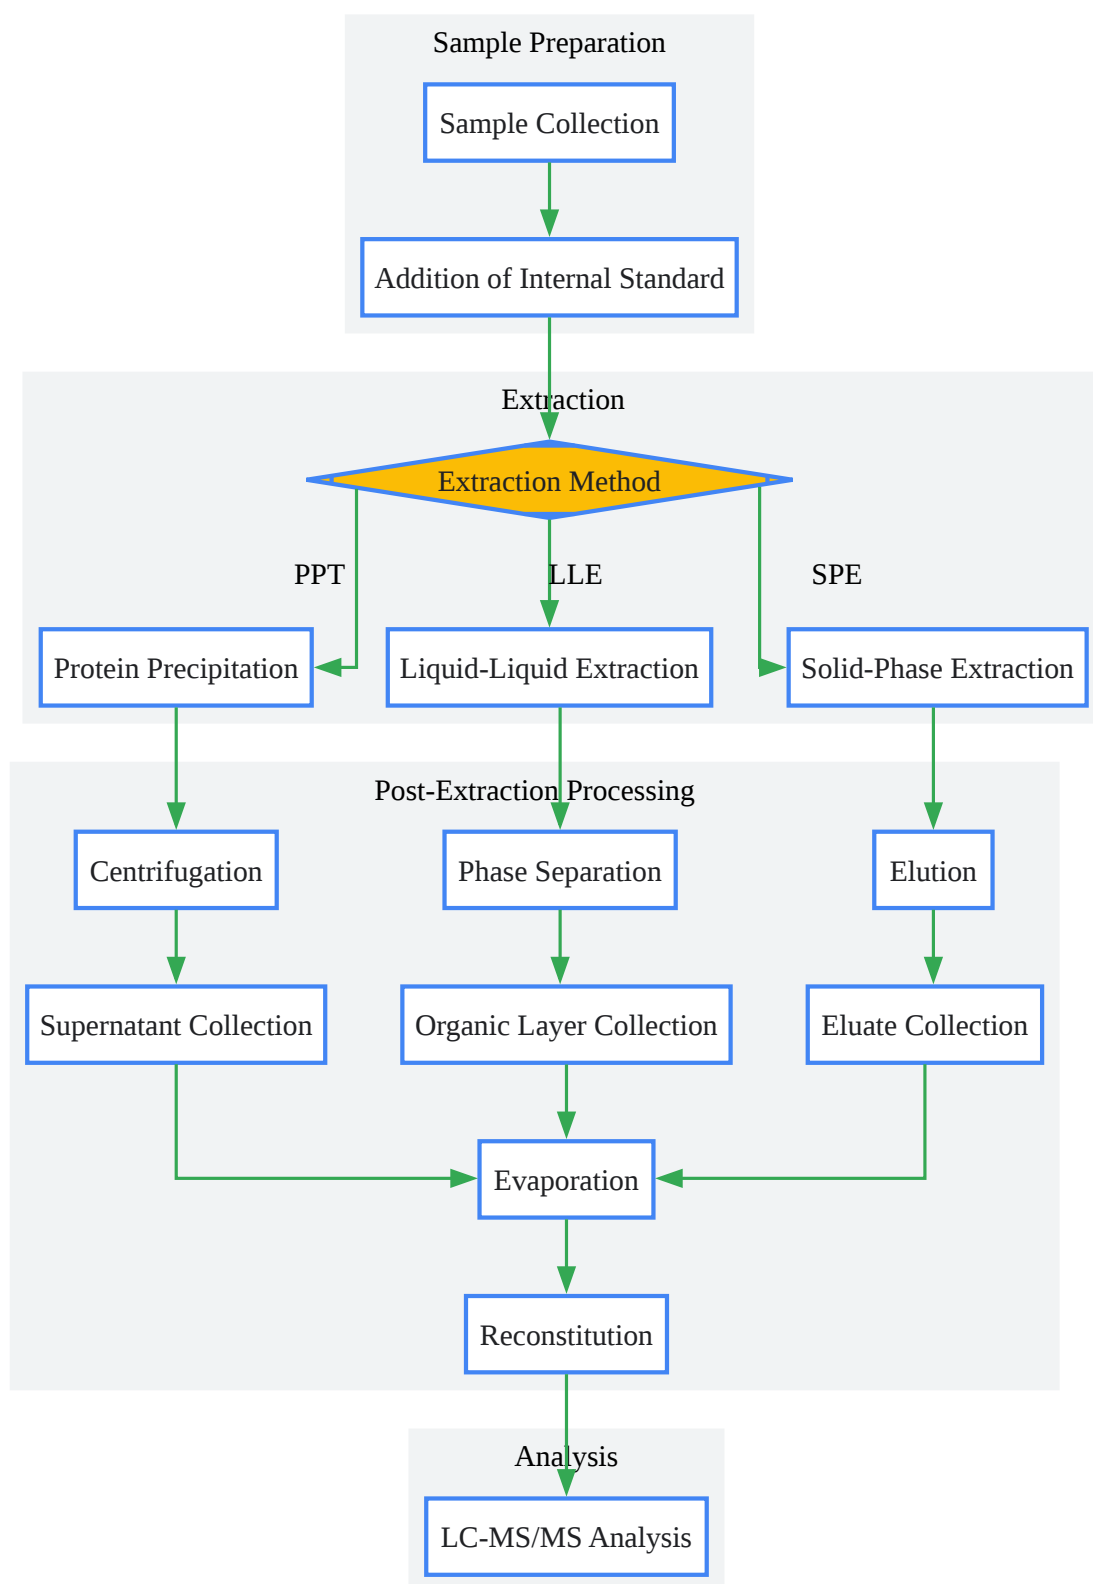 Sample Preparation
Sample Collection
Addition of Internal Standard
Extraction
Extraction Method
PPT
LLE
SPE
Protein Precipitation
Liquid-Liquid Extraction
Solid-Phase Extraction
Post-Extraction Processing
Centrifugation
Phase Separation
Elution
Supernatant Collection
Organic Layer Collection
Eluate Collection
Evaporation
Reconstitution
Analysis
LC-MS/MS Analysis